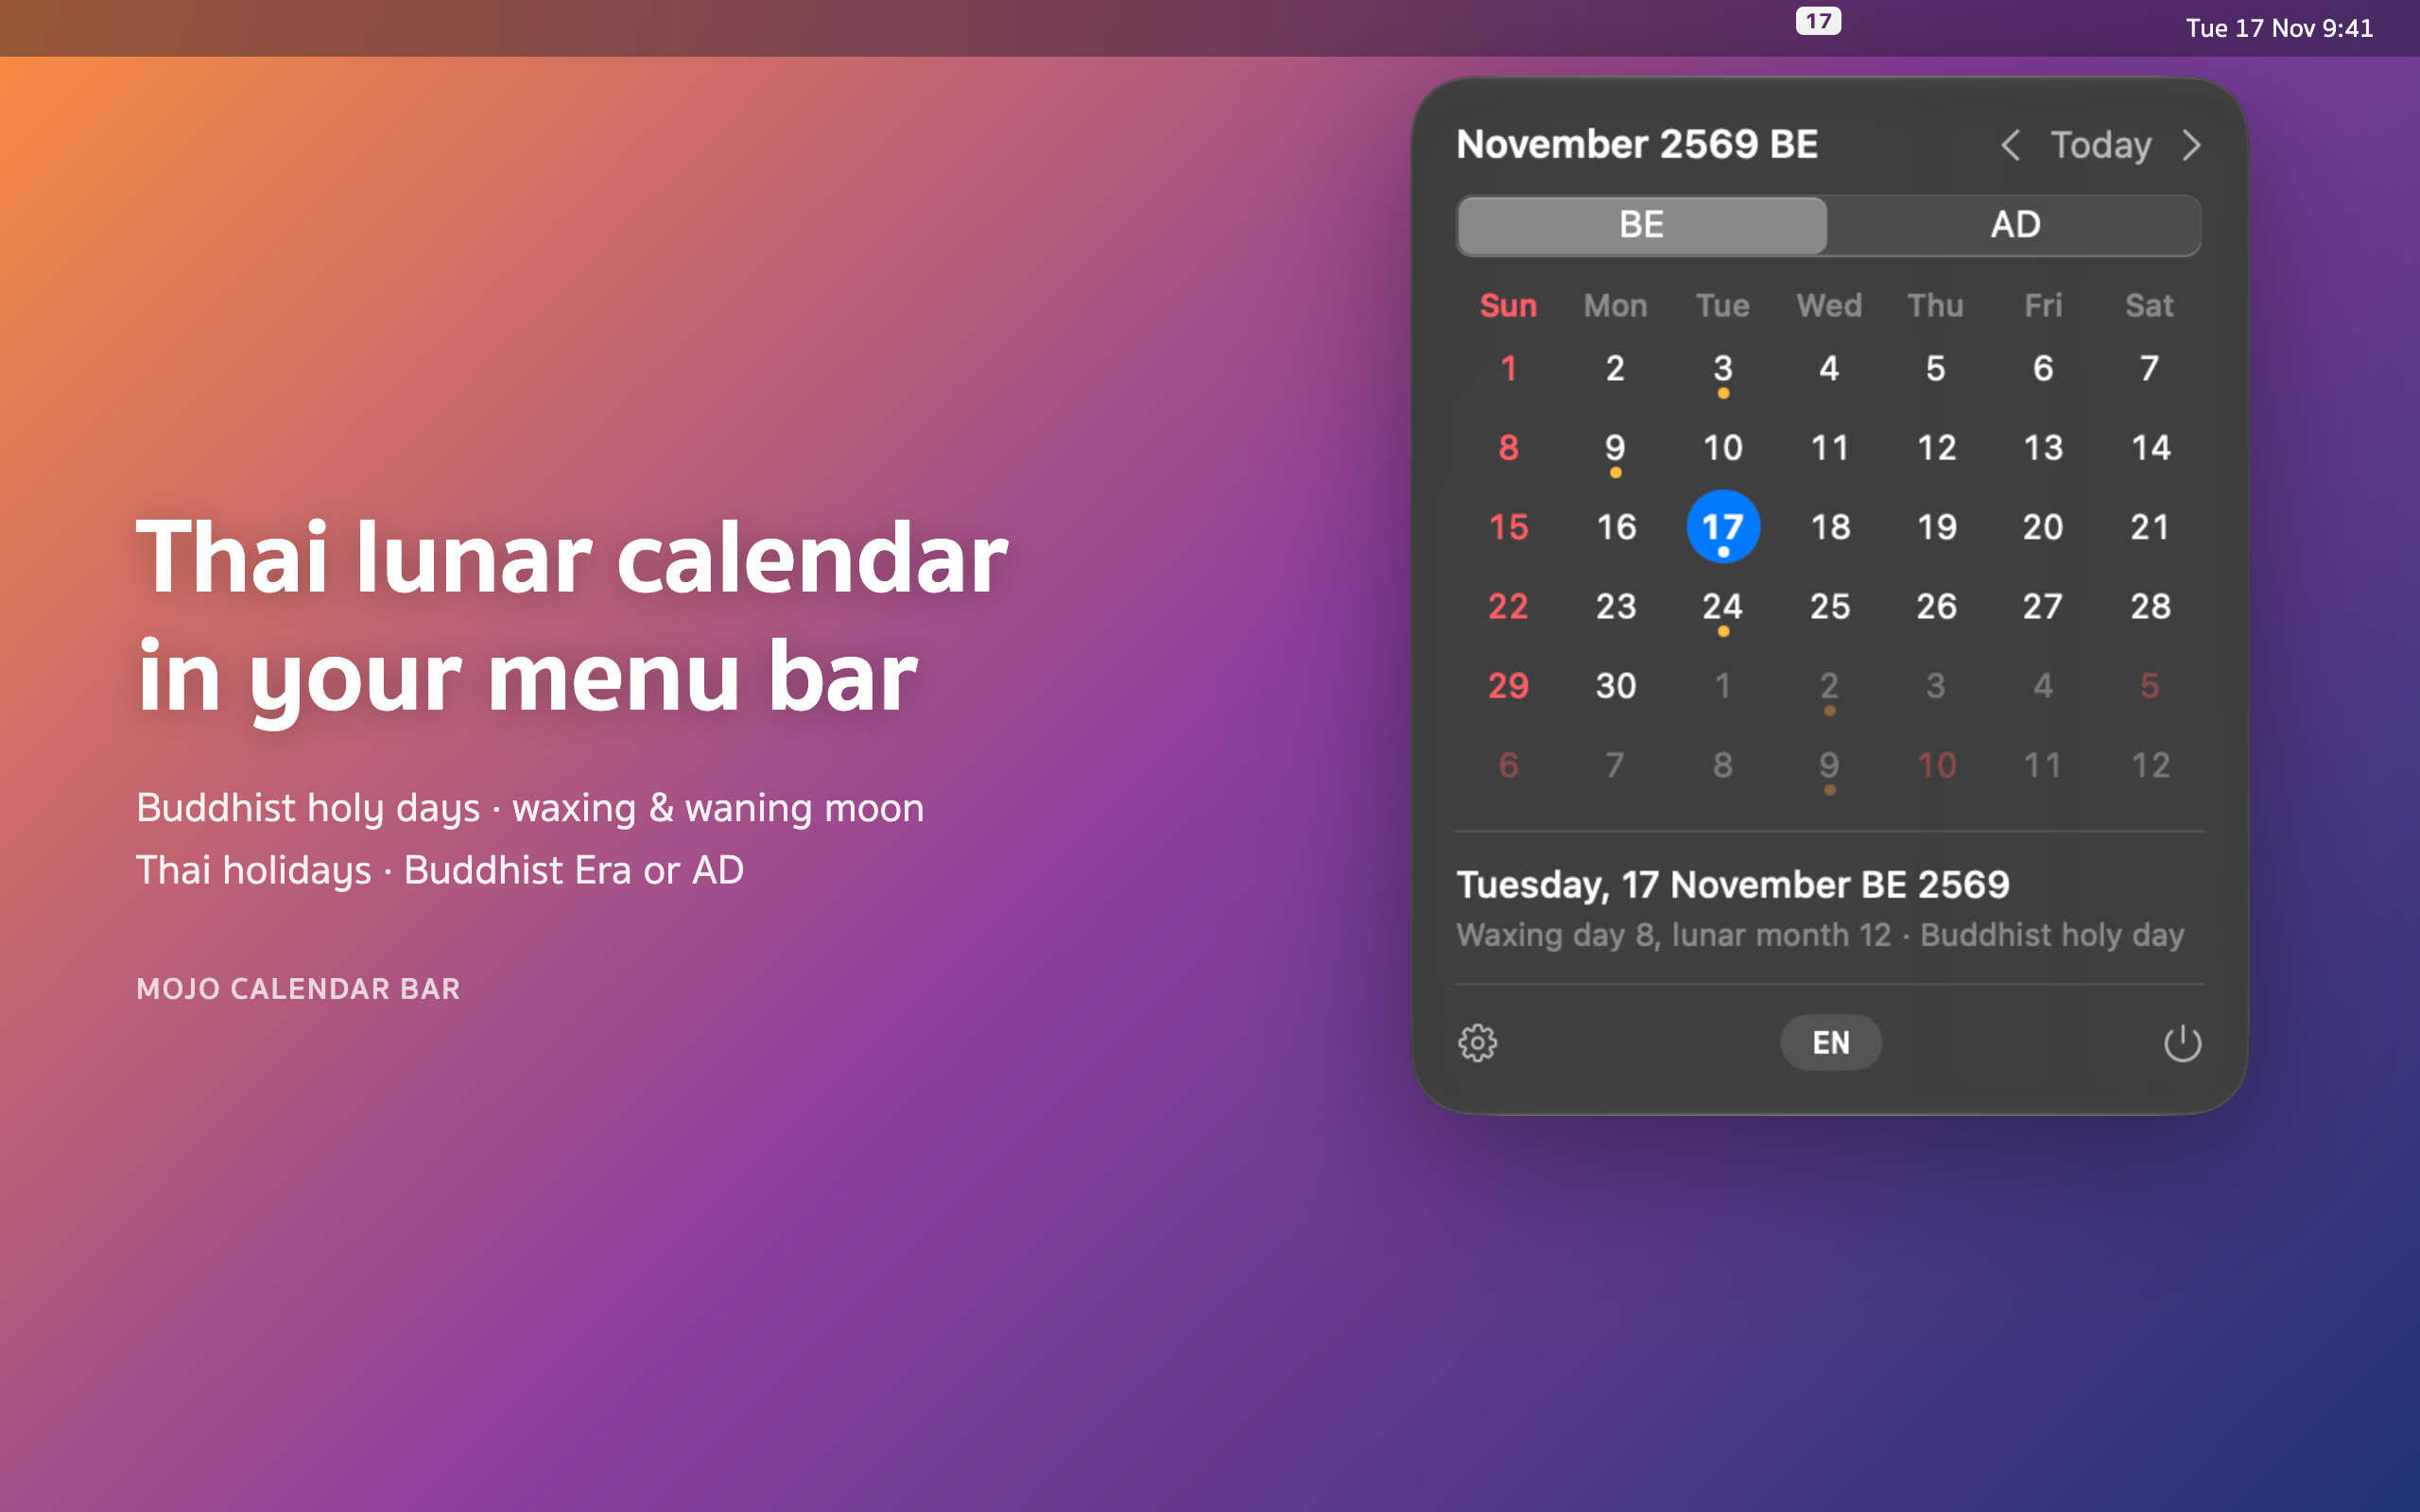 17
Tue 17 Nov 9:41
Thai lunar calendar
in your menu bar
Buddhist holy days · waxing & waning moon
Thai holidays · Buddhist Era or AD
MOJO CALENDAR BAR
November 2569 BE
Today
BE AD
Sun Mon Tue Wed Thu Fri Sat
1 2 3 4 5 6 7
8 9 10 11 12 13 14
15 16 17 18 19 20 21
22 23 24 25 26 27 28
29 30 1 2 3 4 5
6 7 8 9 10 11 12
Tuesday, 17 November BE 2569
Waxing day 8, lunar month 12 · Buddhist holy day
EN